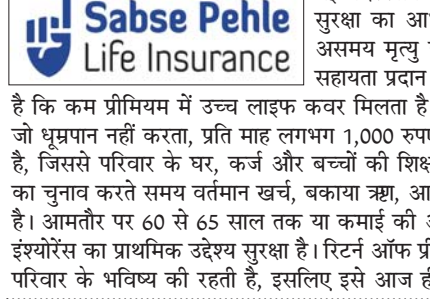 Sabse Pehle
Life Insurance
सुरक्षा का
असमय मृत्यु
सहायता प्रदान
है कि कम प्रीमियम में उच्च लाइफ कवर मिलता है
जो धूम्रपान नहीं करता, प्रति माह लगभग 1,000
है, जिससे परिवार के घर, कर्ज और बच्चों की
का चुनाव करते समय वर्तमान खर्च, बकाया ऋण,
है। आमतौर पर 60 से 65 साल तक या कमाई की
इंश्योरेंस का प्राथमिक उद्देश्य सुरक्षा है। रिटर्न ऑफ
परिवार के भविष्य की रहती है, इसलिए इसे आज